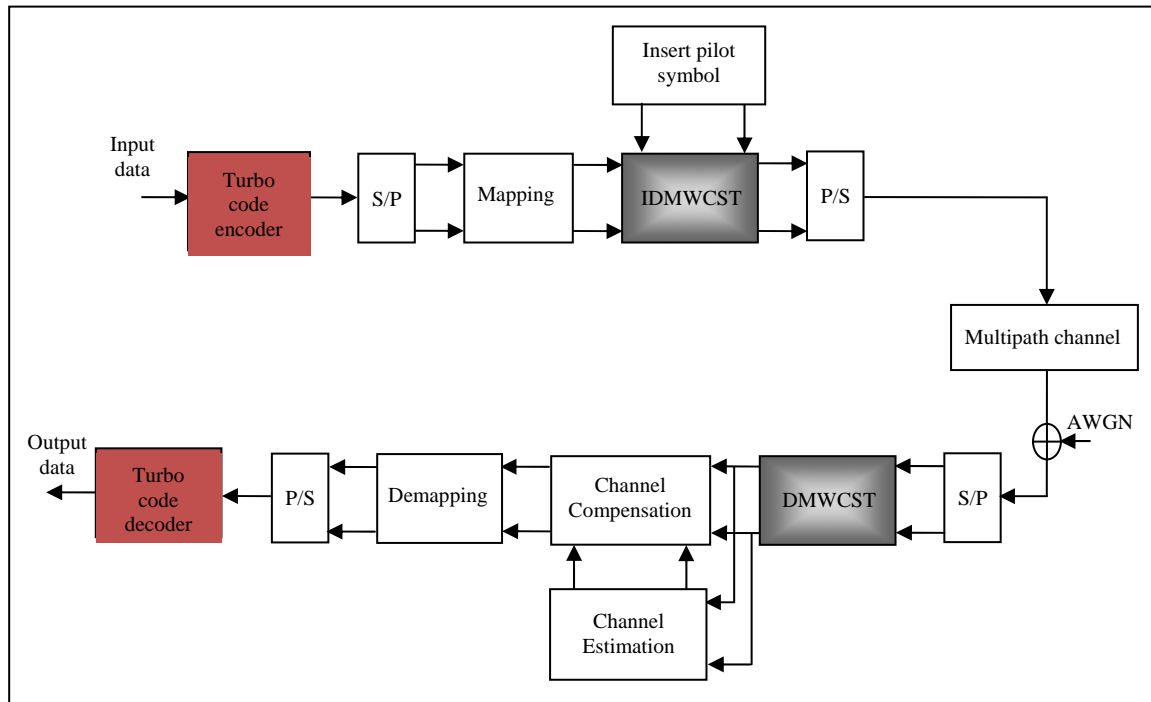 Insert pilot
symbol
Input
data
Turbo
code
encoder
S/P
Mapping
IDMWCST
P/S
Multipath channel
AWGN
Output
data
Turbo
code
decoder
P/S
Demapping
Channel
Compensation
DMWCST
S/P
Channel
Estimation